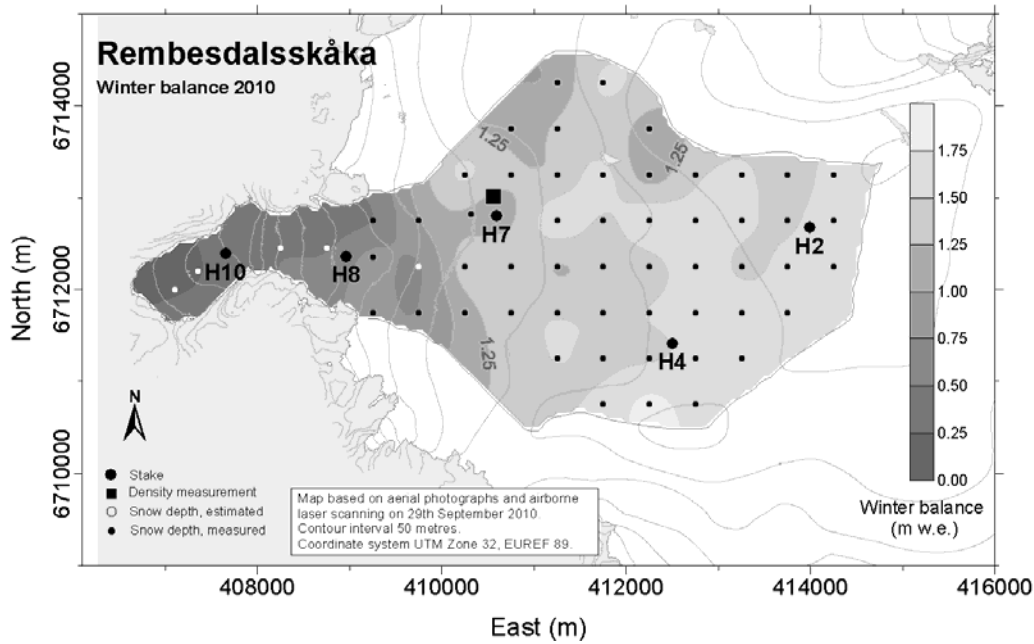 Rembesdalsskåka
Winter balance 2010
6714000
6712000
6710000
North (m)
1.25
1.25
1.25
H10
H8
H7
H4
H2
1.75
1.50
1.25
1.00
0.75
0.50
0.25
0.00
Winter balance
(m w.e.)
N
Stake
Density measurement
Snow depth, estimated
Snow depth, measured
Map based on aerial photographs and airborne
laser scanning on 29th September 2010.
Contour interval 50 metres.
Coordinate system UTM Zone 32, EUREF 89.
408000
410000
412000
414000
416000
East (m)